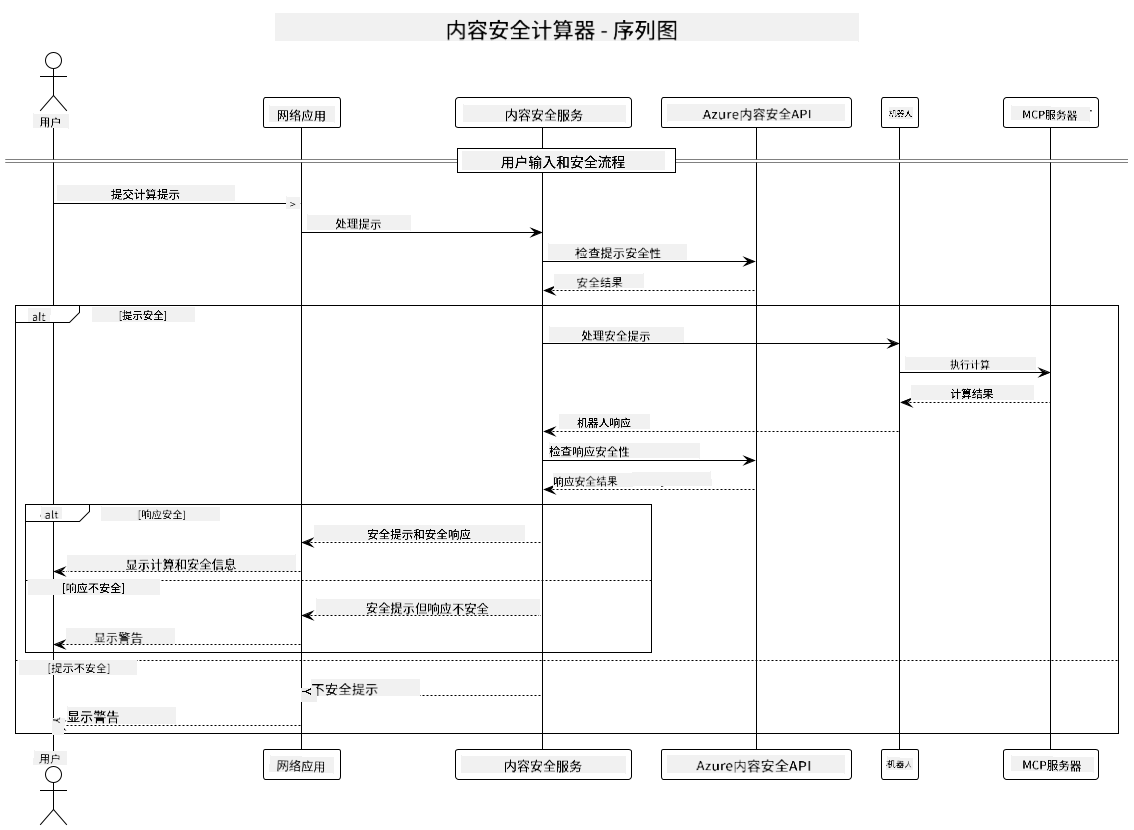 内容安全计算器 - 序列图
用户
网络应用
内容安全服务
Azure内容安全API
机器人
MCP服务器
用户输入和安全流程
提交计算提示
处理提示
检查提示安全性
安全结果
alt
[提示安全]
处理安全提示
执行计算
计算结果
机器人响应
检查响应安全性
响应安全结果
alt
[响应安全]
安全提示和安全响应
显示计算和安全信息
[响应不安全]
安全提示但响应不安全
显示警告
[提示不安全]
下安全提示
显示警告
用户
网络应用
内容安全服务
Azure内容安全API
机器人
MCP服务器